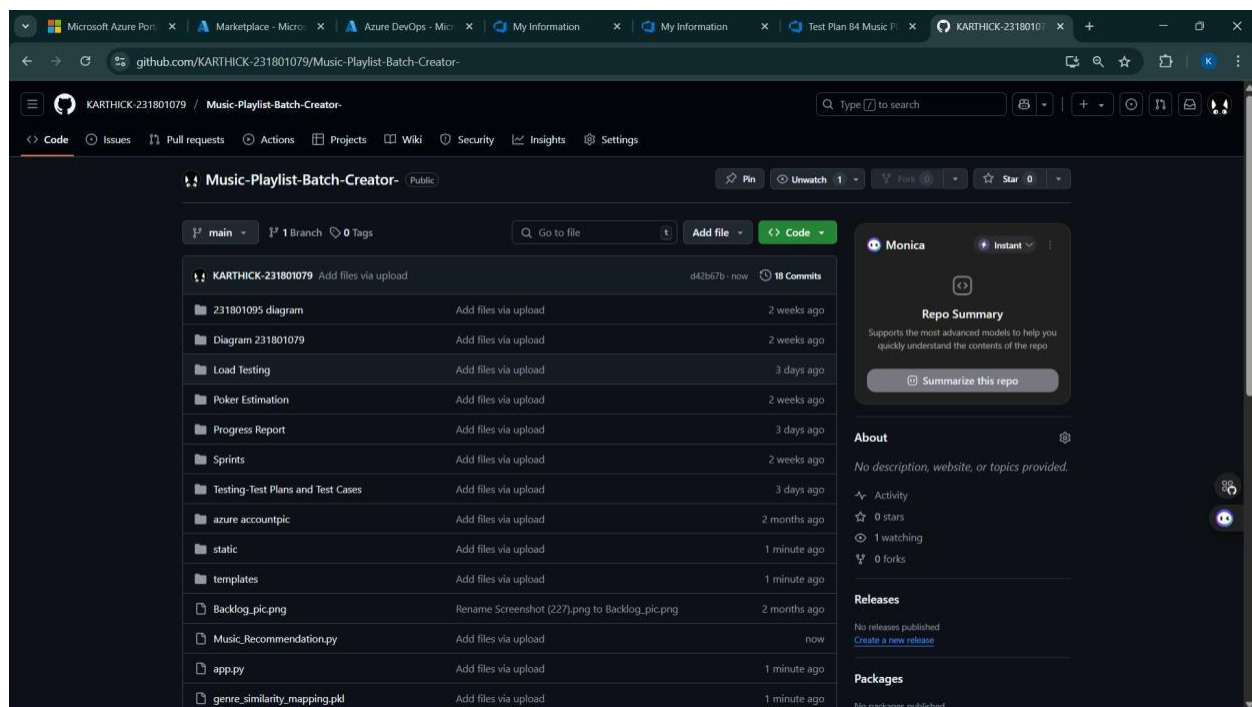 Microsoft Azure Port
Marketplace - Micros
Azure DevOps - Micr
My Information
My Information
Test Plan 84 Music Pl
KARTHICK-23180107
github.com/KARTHICK-231801079/Music-Playlist-Batch-Creator-
K
KARTHICK-231801079 / Music-Playlist-Batch-Creator-
Type / to search
<> Code
Issues
Pull requests
Actions
Projects
Wiki
Security
Insights
Settings
Music-Playlist-Batch-Creator- Public
Pin
Unwatch 1
Fork 0
Star 0
main
1 Branch
0 Tags
Go to file t
Add file
<> Code
KARTHICK-231801079 Add files via upload d42b67b · now 18 Commits
231801095 diagram Add files via upload 2 weeks ago
Diagram 231801079 Add files via upload 2 weeks ago
Load Testing Add files via upload 3 days ago
Poker Estimation Add files via upload 2 weeks ago
Progress Report Add files via upload 3 days ago
Sprints Add files via upload 2 weeks ago
Testing-Test Plans and Test Cases Add files via upload 3 days ago
azure accountpic Add files via upload 2 months ago
static Add files via upload 1 minute ago
templates Add files via upload 1 minute ago
Backlog_pic.png Rename Screenshot (227).png to Backlog_pic.png 2 months ago
Music_Recommendation.py Add files via upload now
app.py Add files via upload 1 minute ago
genre_similarity_mapping.pkl Add files via upload 1 minute ago
Monica
Instant
Repo Summary
Supports the most advanced models to help you
quickly understand the contents of the repo
Summarize this repo
About
No description, website, or topics provided.
Activity
0 stars
1 watching
0 forks
Releases
No releases published
Create a new release
Packages
No packages published